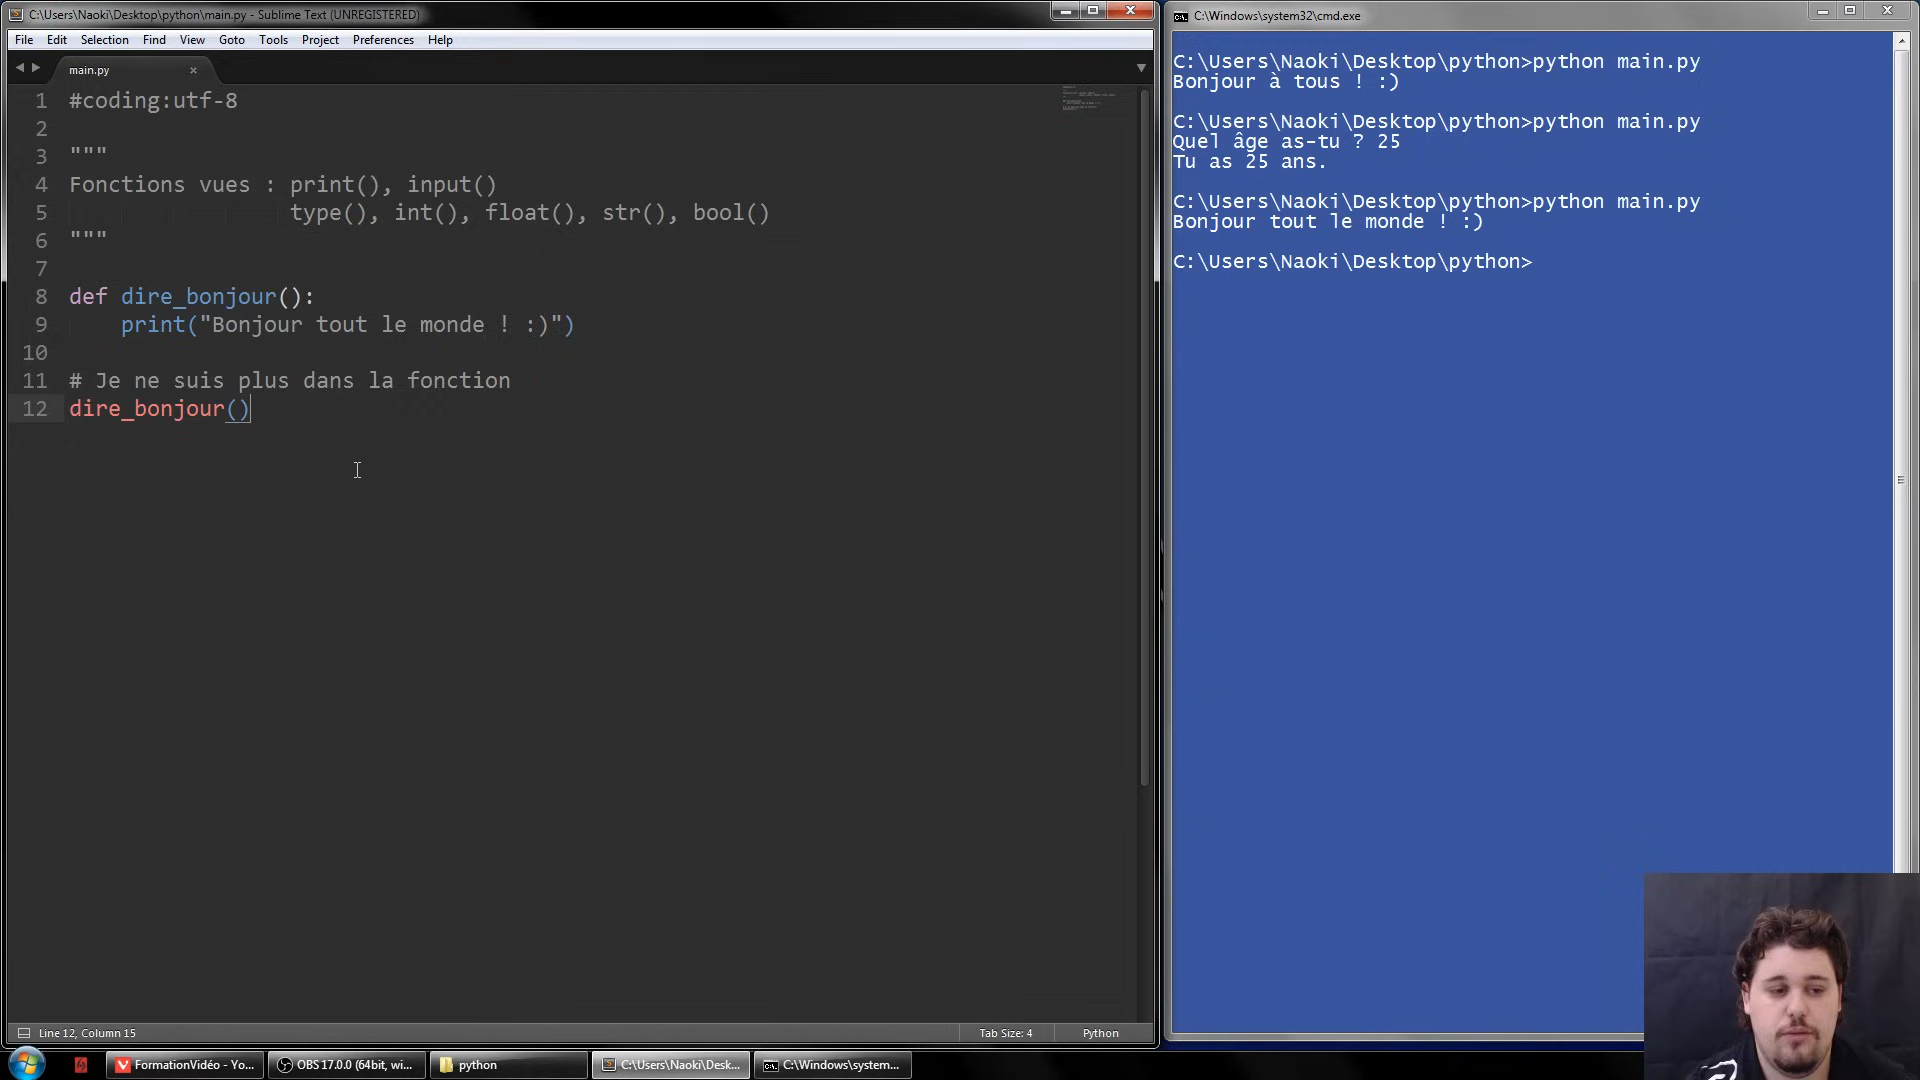 C:\Users\Naoki\Desktop\python\main.py - Sublime Text (UNREGISTERED)
File Edit Selection Find View Goto Tools Project Preferences Help
main.py
1 #coding:utf-8
2
3 """
4 Fonctions vues : print(), input()
5 type(), int(), float(), str(), bool()
6 """
7
8 def dire_bonjour():
9 print("Bonjour tout le monde ! :)")
10
11 # Je ne suis plus dans la fonction
12 dire_bonjour()
Line 12, Column 15
Tab Size: 4
Python
C:\Windows\system32\cmd.exe
C:\Users\Naoki\Desktop\python>python main.py
Bonjour à tous ! :)
C:\Users\Naoki\Desktop\python>python main.py
Quel âge as-tu ? 25
Tu as 25 ans.
C:\Users\Naoki\Desktop\python>python main.py
Bonjour tout le monde ! :)
C:\Users\Naoki\Desktop\python>
FormationVidéo - Yo...
OBS 17.0.0 (64bit, wi...
python
C:\Users\Naoki\Desk...
C:\Windows\system...